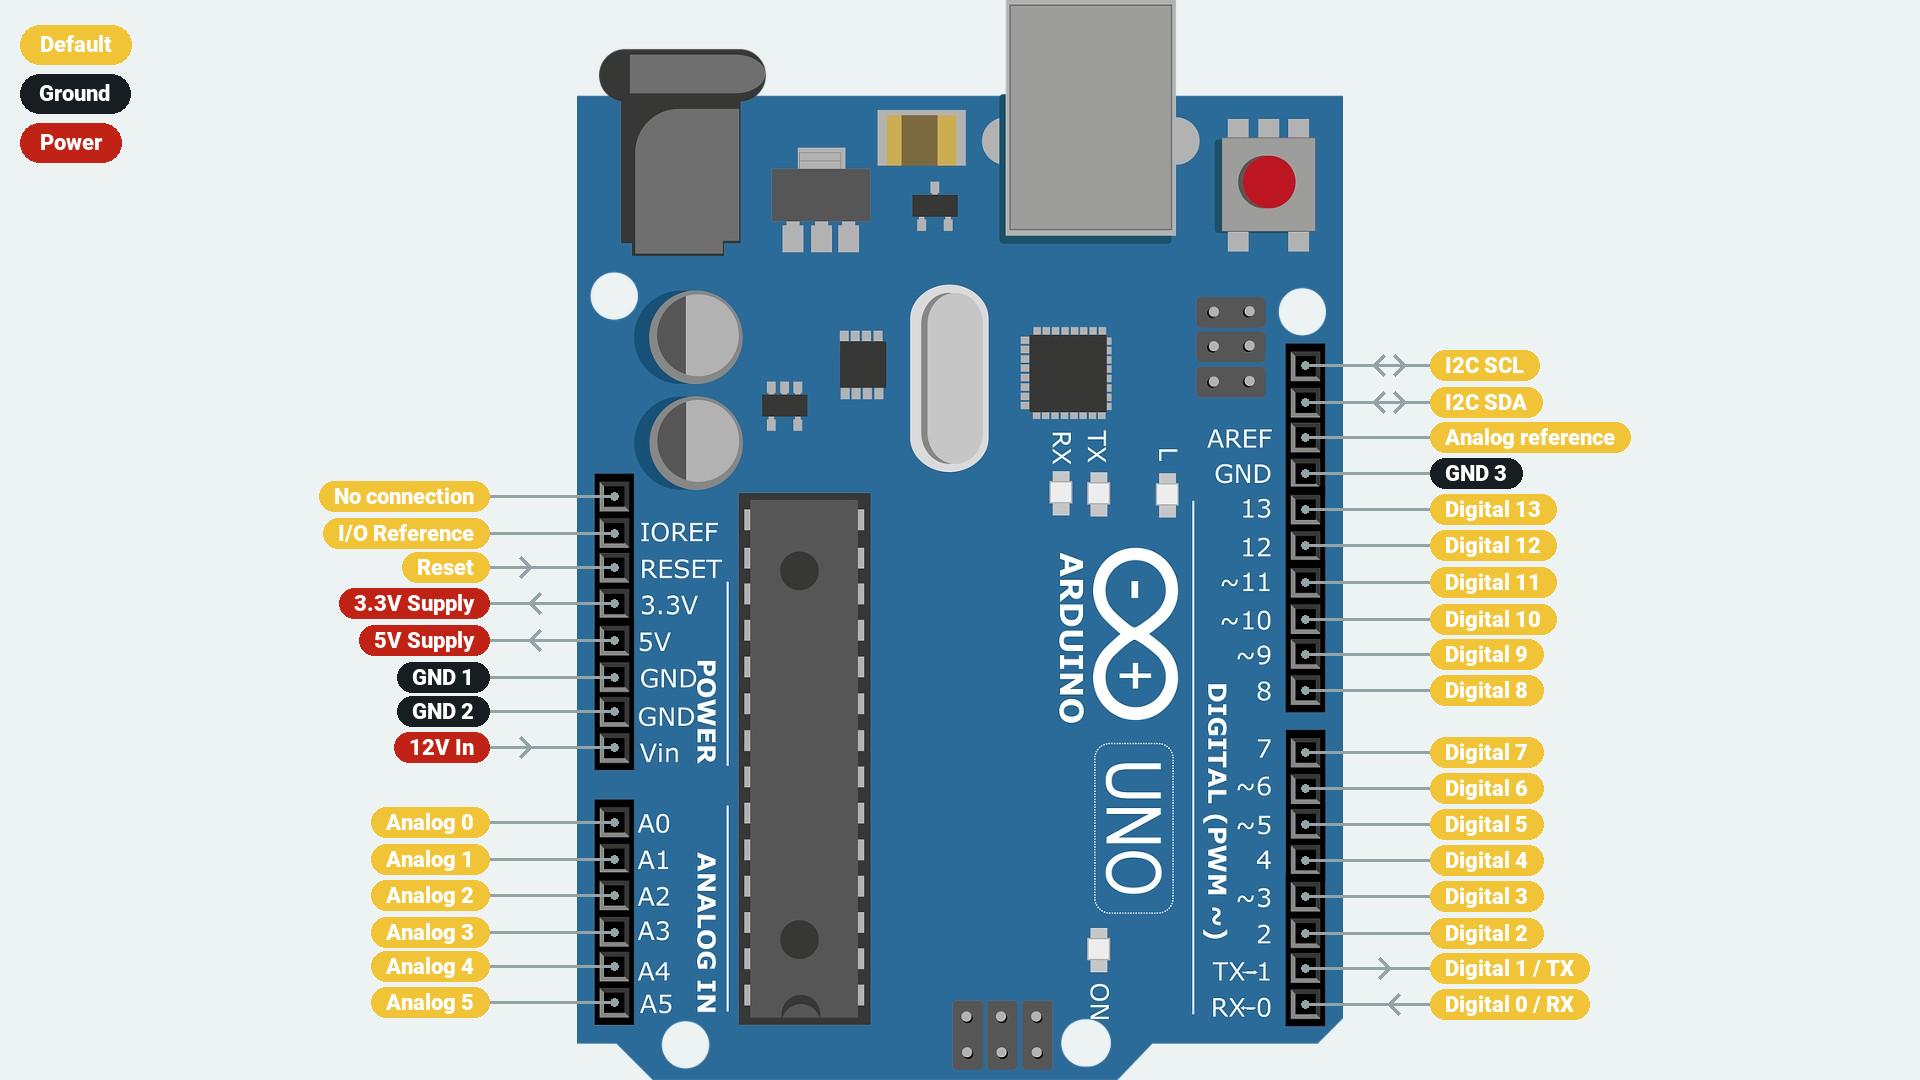 Default
Ground
Power
No connection
I/O Reference
Reset
3.3V Supply
5V Supply
GND 1
GND 2
12V In
Analog 0
Analog 1
Analog 2
Analog 3
Analog 4
Analog 5
IOREF
RESET
3.3V
5V
GND
GND
Vin
POWER
A0
A1
A2
A3
A4
A5
ANALOG IN
RX
TX
L
ARDUINO
- +
UNO
ON
DIGITAL (PWM ~)
AREF
GND
13
12
~11
~10
~9
8
7
~6
~5
4
~3
2
TX→1
RX←0
I2C SCL
I2C SDA
Analog reference
GND 3
Digital 13
Digital 12
Digital 11
Digital 10
Digital 9
Digital 8
Digital 7
Digital 6
Digital 5
Digital 4
Digital 3
Digital 2
Digital 1 / TX
Digital 0 / RX